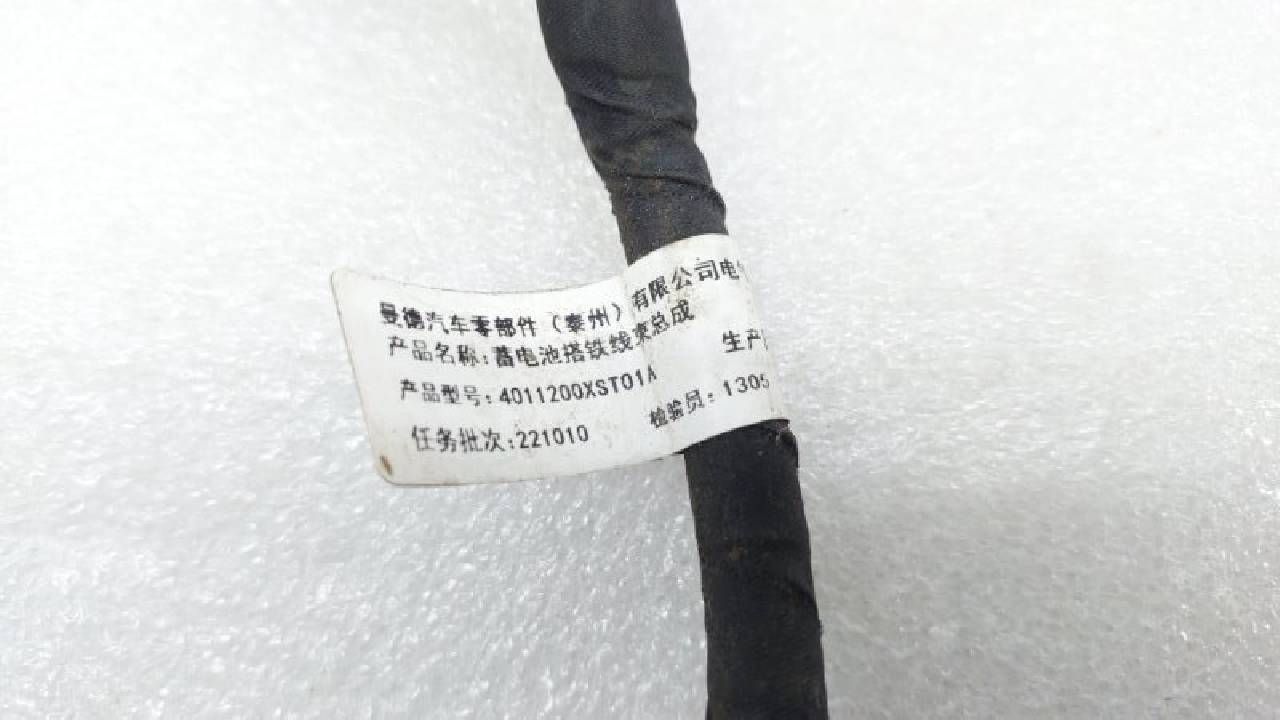 曼德汽车零部件（泰州）有限公司电
产品名称:蓄电池搭铁线束总成
生产
产品型号:4011200XST01A
任务批次:221010
检验员:1305